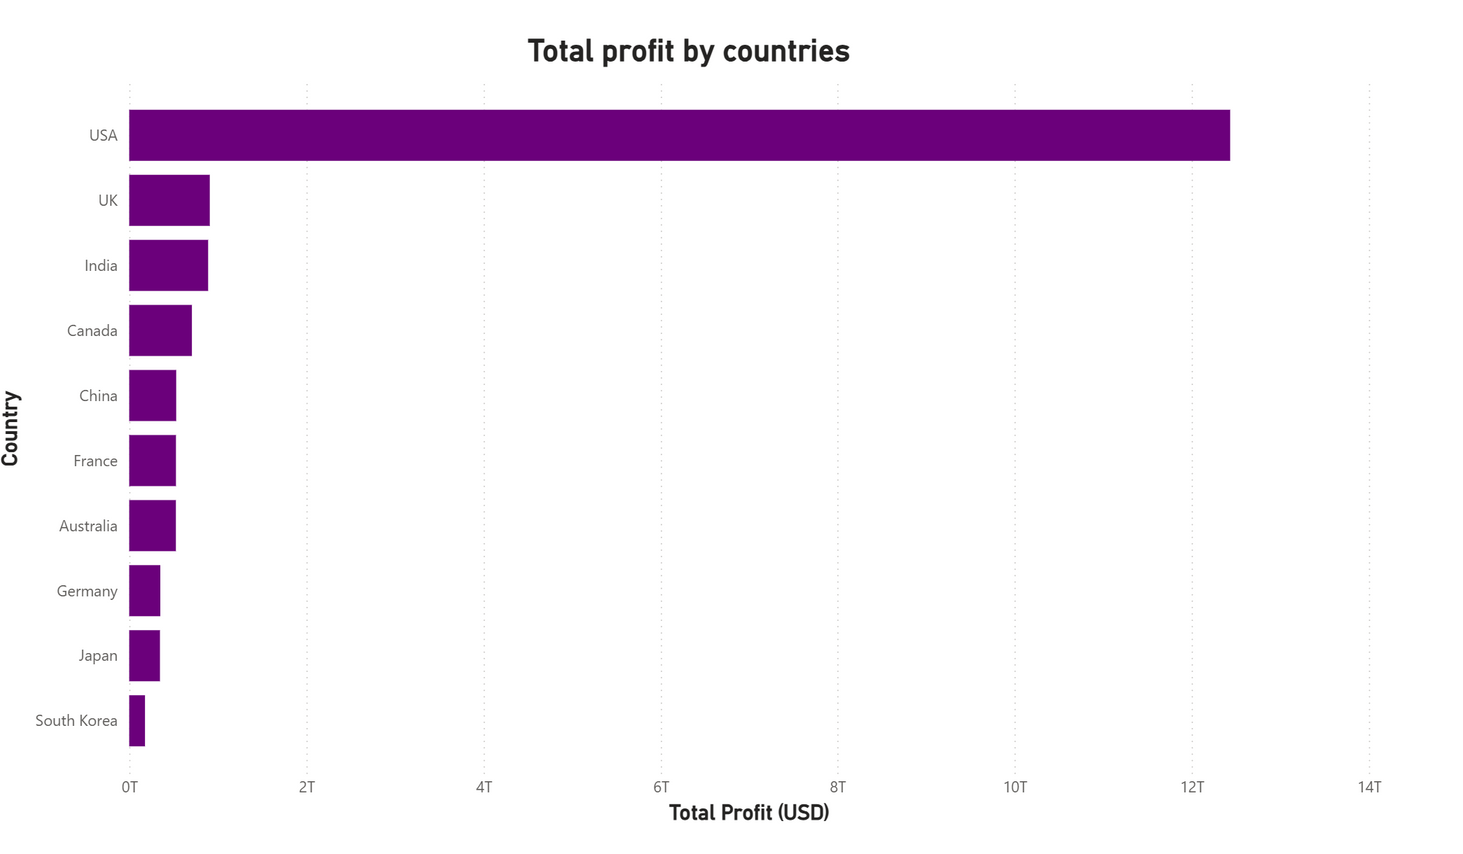 Total profit by countries
USA
UK
India
Canada
China
France
Australia
Germany
Japan
South Korea
Country
0T 2T 4T 6T 8T 10T 12T 14T
Total Profit (USD)